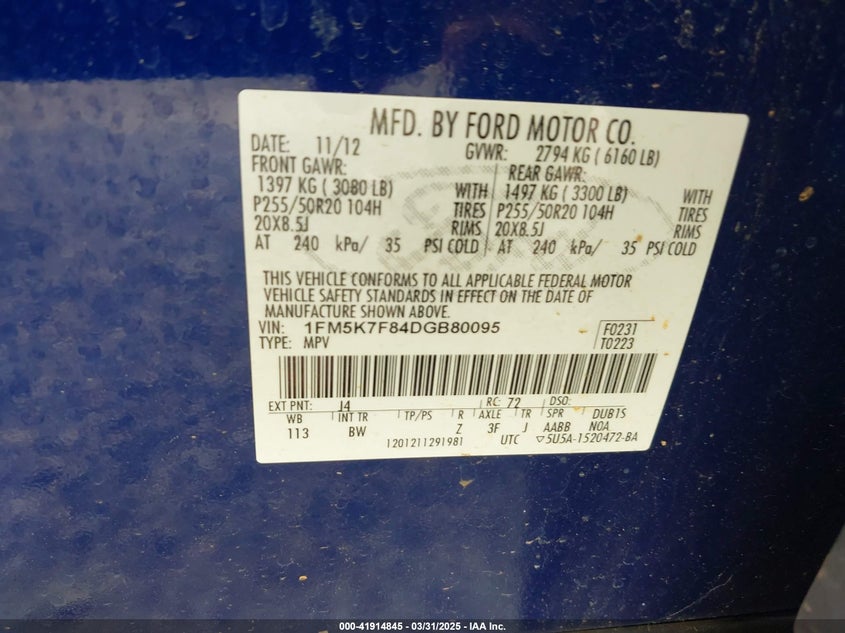 MFD. BY FORD MOTOR CO.
DATE: 11/12 GVWR: 2794 KG ( 6160 LB)
FRONT GAWR: REAR GAWR:
1397 KG ( 3080 LB) WITH 1497 KG ( 3300 LB) WITH
P255/50R20 104H TIRES P255/50R20 104H TIRES
20X8.5J RIMS 20X8.5J RIMS
AT 240 kPa/ 35 PSI COLD AT 240 kPa/ 35 PSI COLD
THIS VEHICLE CONFORMS TO ALL APPLICABLE FEDERAL MOTOR
VEHICLE SAFETY STANDARDS IN EFFECT ON THE DATE OF
MANUFACTURE SHOWN ABOVE.
VIN: 1FM5K7F84DGB80095 F0231
TYPE: MPV T0223
EXT PNT: J4 RC: 72 DSO:
WB INT TR TP/PS R AXLE TR SPR DUB1S
113 BW Z 3F J AABB NOA
1201211291981 UTC ▽5U5A-1520472-BA
000-41914845 - 03/31/2025 - IAA Inc.